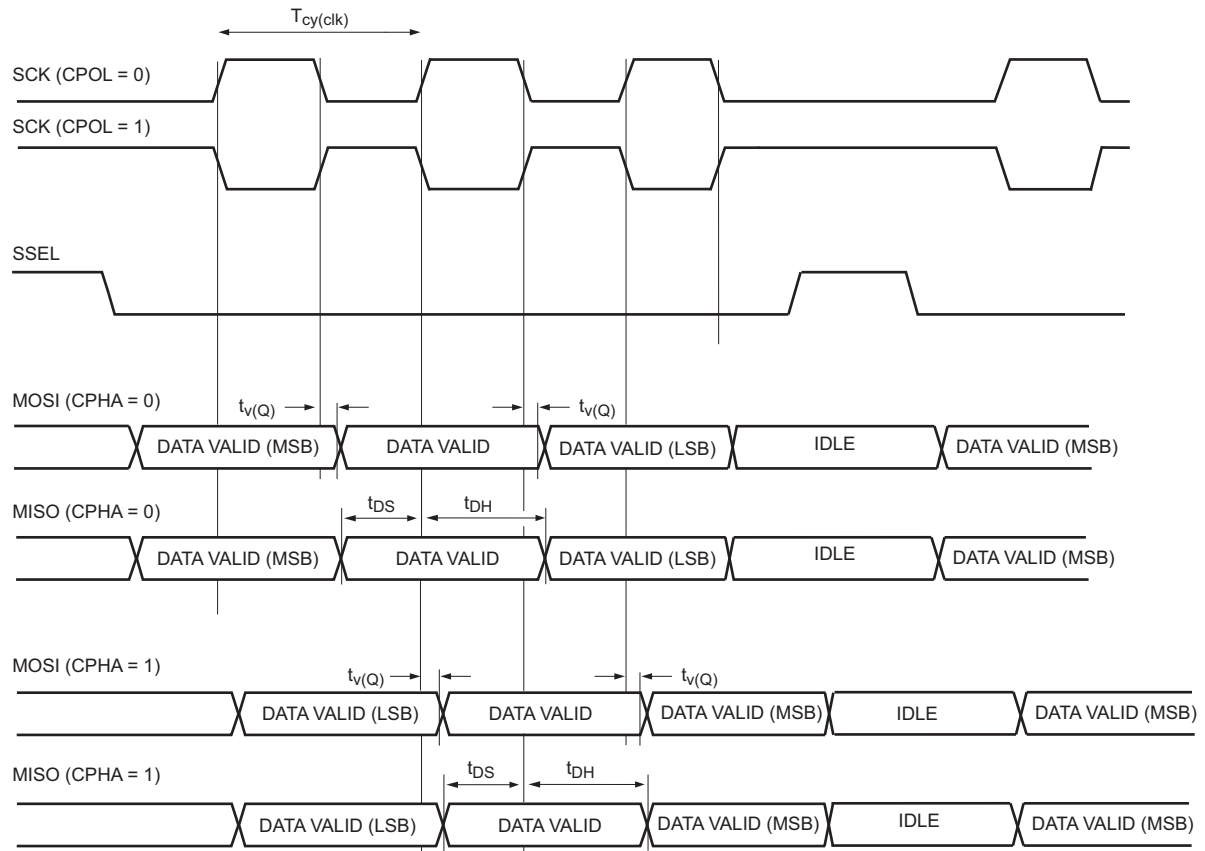 Tcy(clk)
SCK (CPOL = 0)
SCK (CPOL = 1)
SSEL
MOSI (CPHA = 0)
tv(Q) tv(Q)
DATA VALID (MSB) DATA VALID DATA VALID (LSB) IDLE DATA VALID (MSB)
MISO (CPHA = 0)
tDS tDH
DATA VALID (MSB) DATA VALID DATA VALID (LSB) IDLE DATA VALID (MSB)
MOSI (CPHA = 1)
tv(Q) tv(Q)
DATA VALID (LSB) DATA VALID DATA VALID (MSB) IDLE DATA VALID (MSB)
MISO (CPHA = 1)
tDS tDH
DATA VALID (LSB) DATA VALID DATA VALID (MSB) IDLE DATA VALID (MSB)